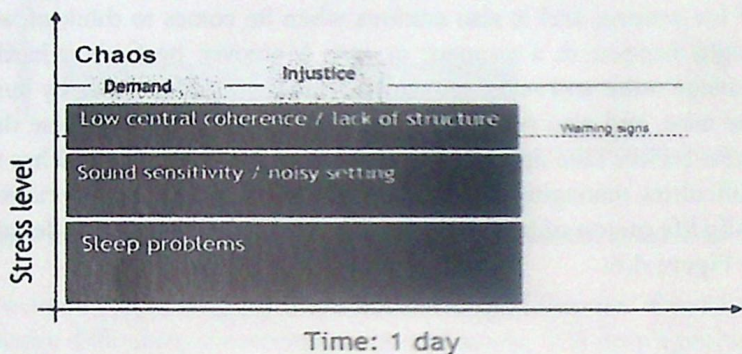 Chaos
Demand
Injustice
Low central coherence / lack of structure
Warning signs
Sound sensitivity / noisy setting
Sleep problems
Stress level
Time: 1 day